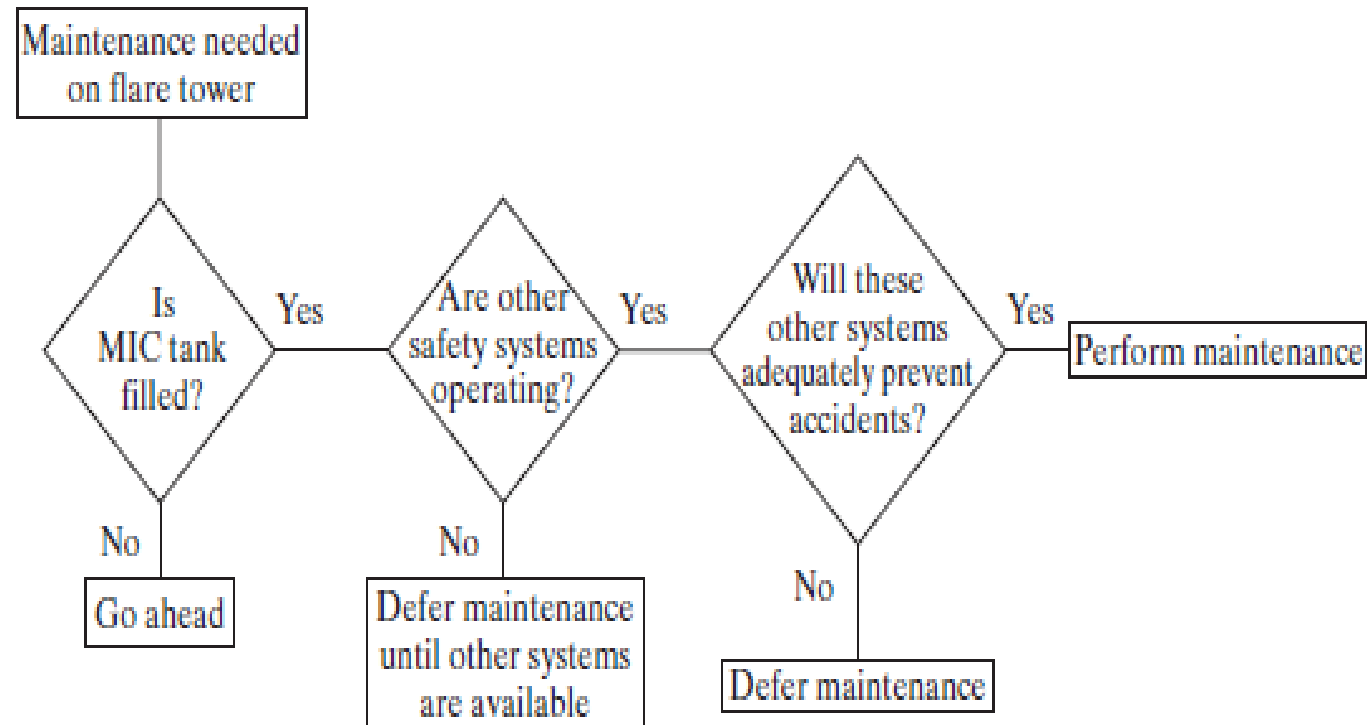 Maintenance needed
on flare tower
Is
MIC tank
filled?
Yes
No
Go ahead
Are other
safety systems
operating?
Yes
No
Defer maintenance
until other systems
are available
Will these
other systems
adequately prevent
accidents?
Yes
Perform maintenance
No
Defer maintenance